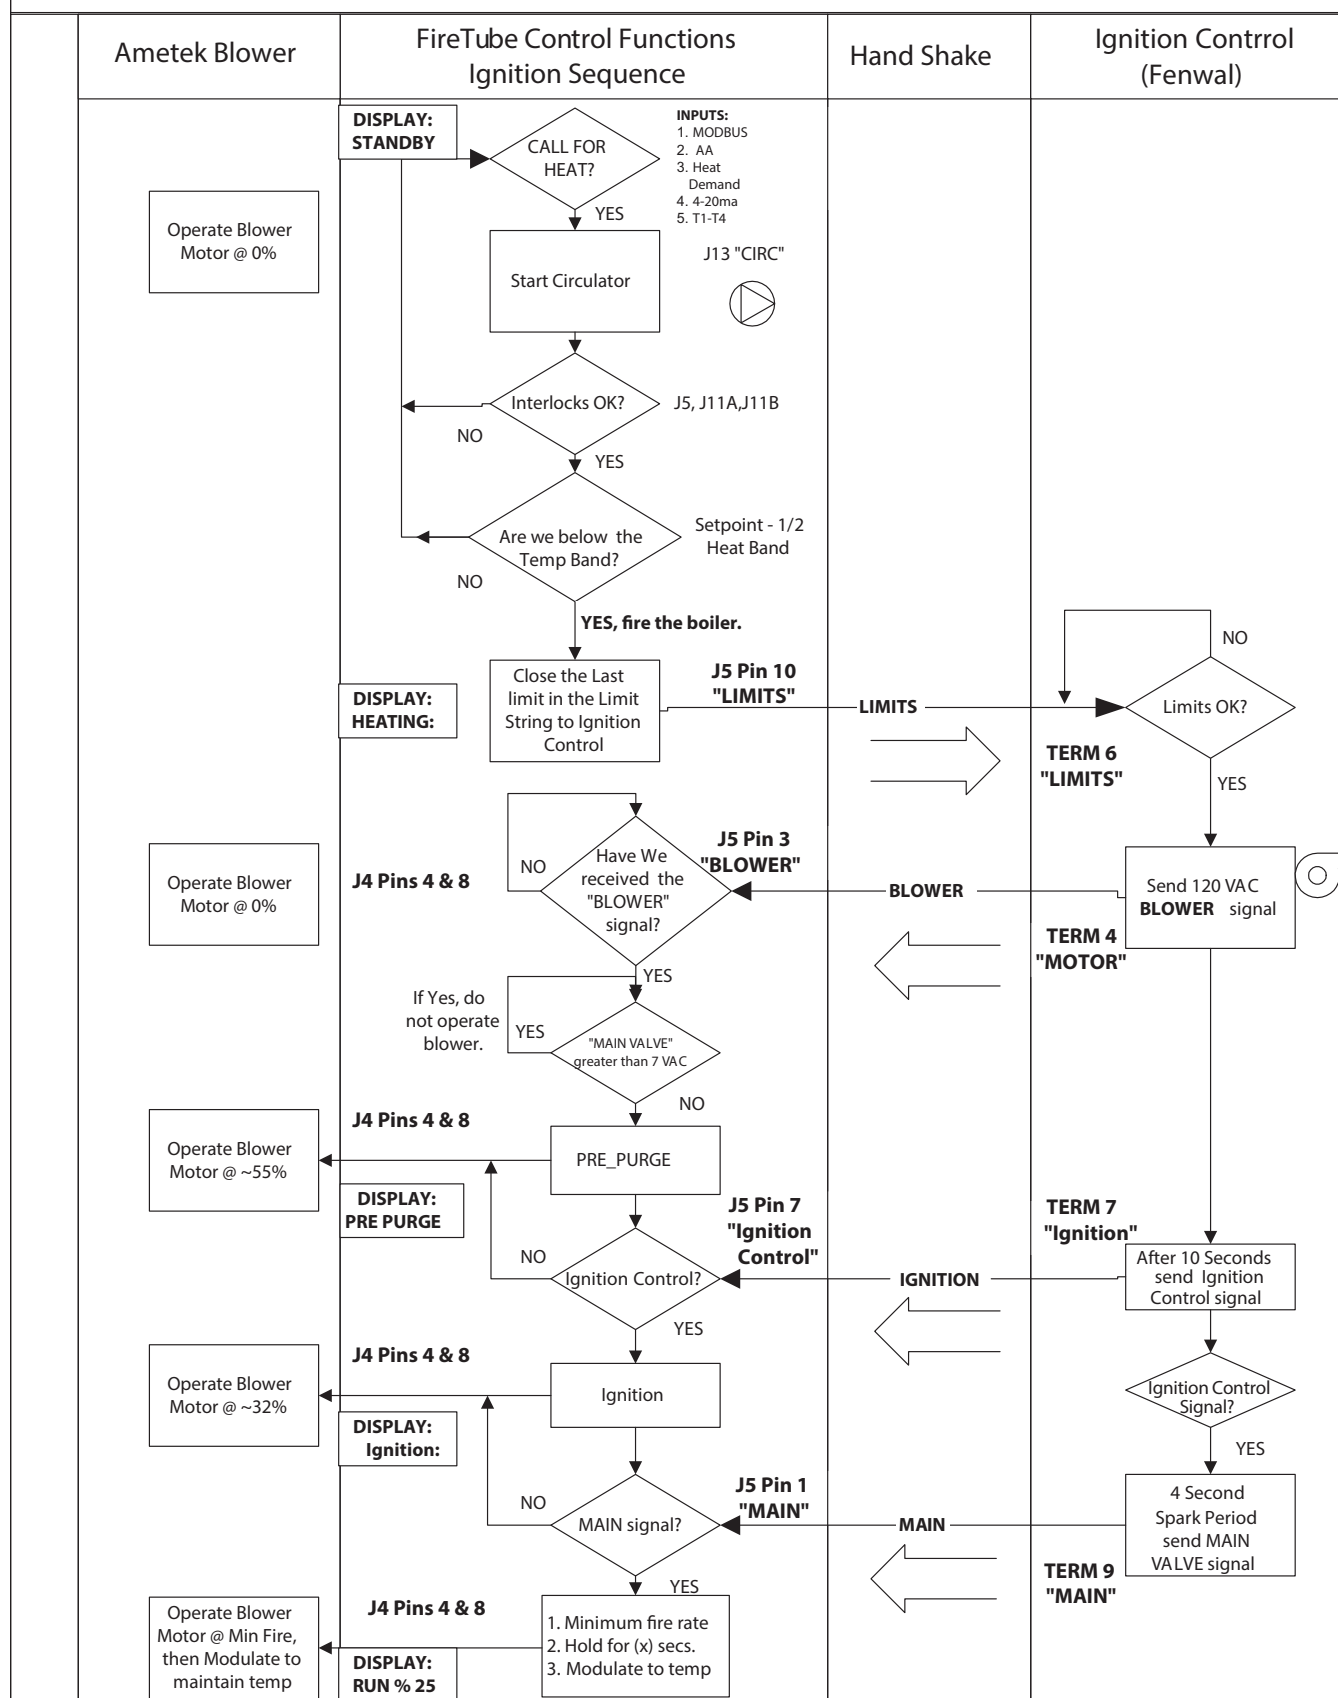 Ametek Blower
FireTube Control Functions
Ignition Sequence
Hand Shake
Ignition Contrrol
(Fenwal)
DISPLAY:
STANDBY
CALL FOR
HEAT?
INPUTS:
1. MODBUS
2. AA
3. Heat
Demand
4. 4-20ma
5. T1-T4
YES
Operate Blower
Motor @ 0%
Start Circulator
J13 "CIRC"
Interlocks OK?
J5, J11A,J11B
NO
YES
Are we below the
Temp Band?
Setpoint - 1/2
Heat Band
NO
YES, fire the boiler.
NO
DISPLAY:
HEATING:
Close the Last
limit in the Limit
String to Ignition
Control
J5 Pin 10
"LIMITS"
LIMITS
Limits OK?
TERM 6
"LIMITS"
YES
Operate Blower
Motor @ 0%
J4 Pins 4 & 8
NO
Have We
received the
"BLOWER"
signal?
J5 Pin 3
"BLOWER"
BLOWER
Send 120 VAC
BLOWER signal
TERM 4
"MOTOR"
YES
If Yes, do
not operate
blower.
YES
"MAIN VALVE"
greater than 7 VAC
NO
J4 Pins 4 & 8
Operate Blower
Motor @ ~55%
PRE_PURGE
DISPLAY:
PRE PURGE
J5 Pin 7
"Ignition
Control"
TERM 7
"Ignition"
NO
Ignition Control?
IGNITION
After 10 Seconds
send Ignition
Control signal
YES
J4 Pins 4 & 8
Operate Blower
Motor @ ~32%
Ignition
Ignition Control
Signal?
DISPLAY:
Ignition:
YES
J5 Pin 1
"MAIN"
NO
MAIN signal?
MAIN
4 Second
Spark Period
send MAIN
VALVE signal
TERM 9
"MAIN"
YES
J4 Pins 4 & 8
Operate Blower
Motor @ Min Fire,
then Modulate to
maintain temp
1. Minimum fire rate
2. Hold for (x) secs.
3. Modulate to temp
DISPLAY:
RUN % 25